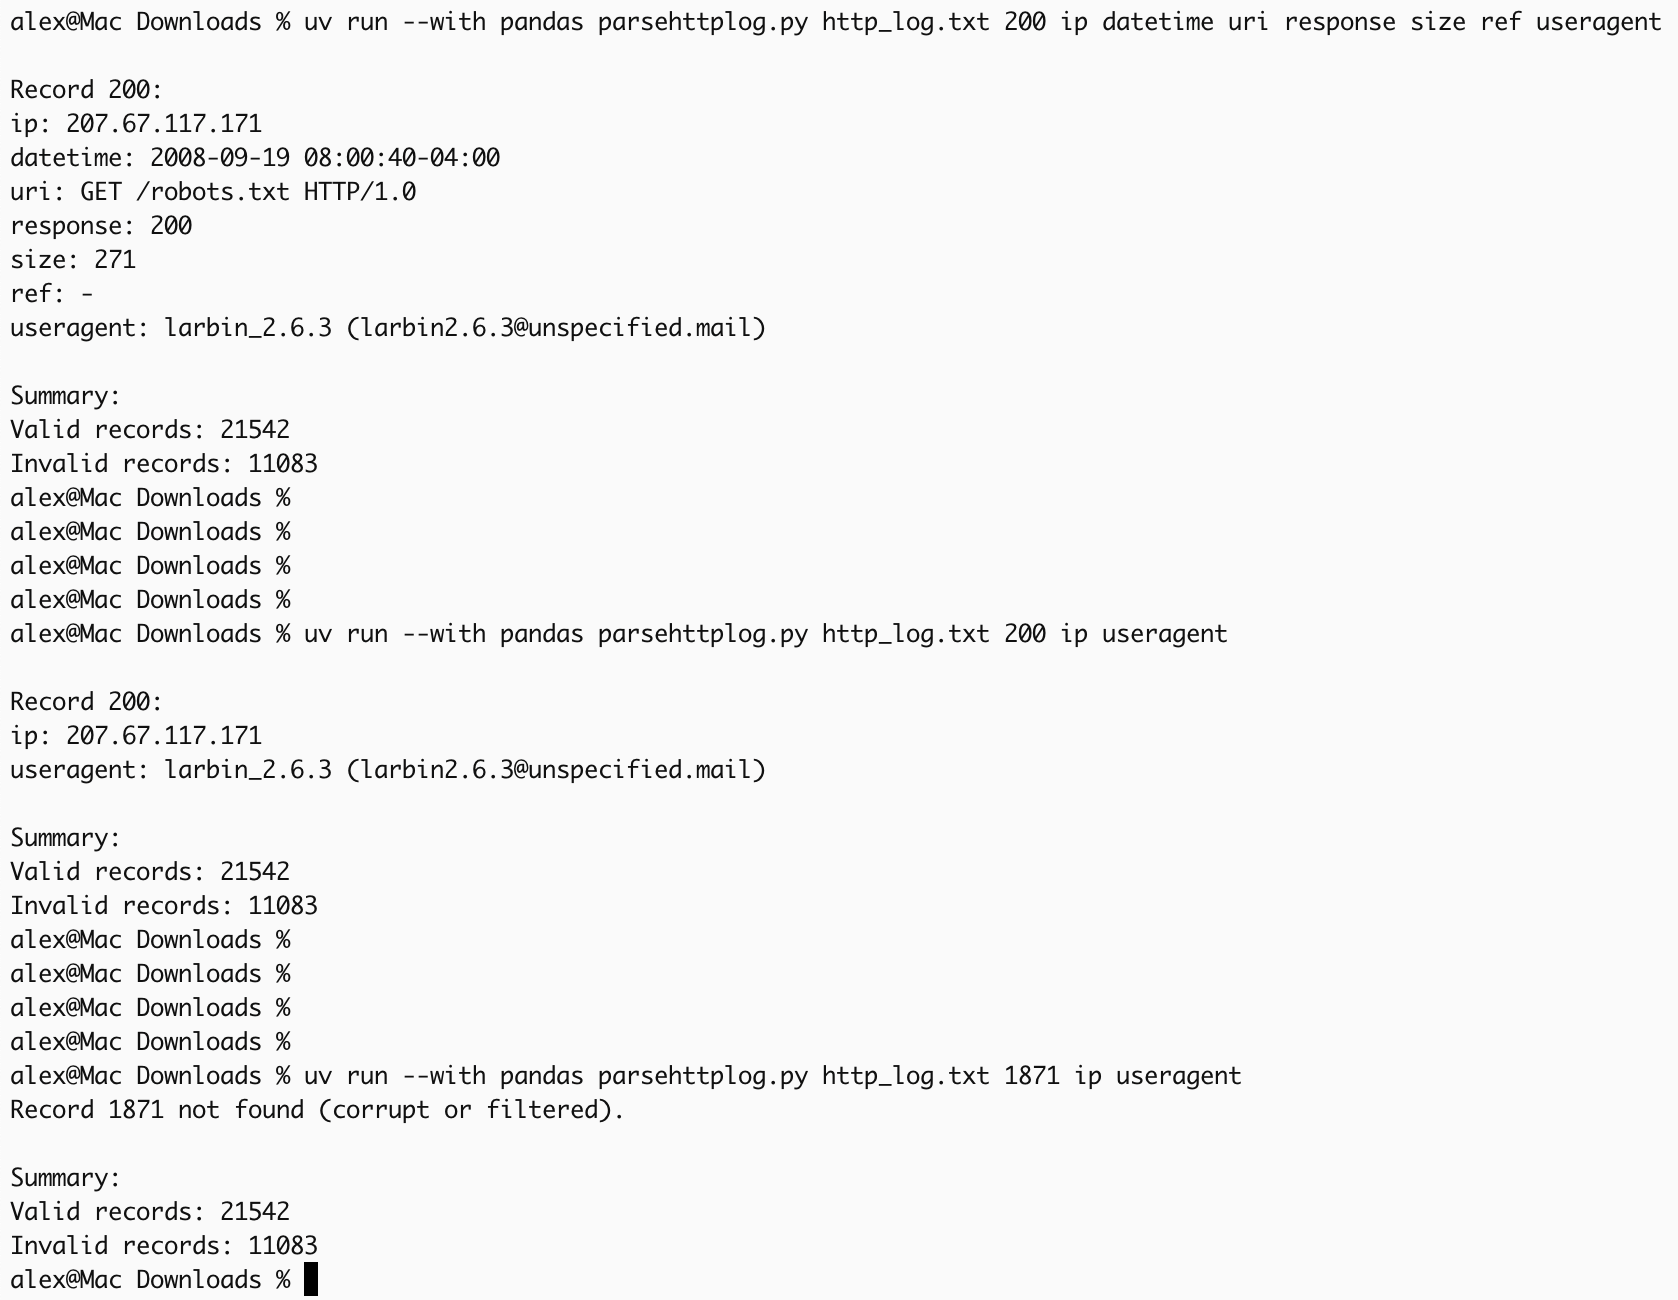 alex@Mac Downloads % uv run --with pandas parsehttplog.py http_log.txt 200 ip datetime uri response size ref useragent
Record 200:
ip: 207.67.117.171
datetime: 2008-09-19 08:00:40-04:00
uri: GET /robots.txt HTTP/1.0
response: 200
size: 271
ref: -
useragent: larbin_2.6.3 (larbin2.6.3@unspecified.mail)
Summary:
Valid records: 21542
Invalid records: 11083
alex@Mac Downloads %
alex@Mac Downloads %
alex@Mac Downloads %
alex@Mac Downloads %
alex@Mac Downloads % uv run --with pandas parsehttplog.py http_log.txt 200 ip useragent
Record 200:
ip: 207.67.117.171
useragent: larbin_2.6.3 (larbin2.6.3@unspecified.mail)
Summary:
Valid records: 21542
Invalid records: 11083
alex@Mac Downloads %
alex@Mac Downloads %
alex@Mac Downloads %
alex@Mac Downloads %
alex@Mac Downloads % uv run --with pandas parsehttplog.py http_log.txt 1871 ip useragent
Record 1871 not found (corrupt or filtered).
Summary:
Valid records: 21542
Invalid records: 11083
alex@Mac Downloads %